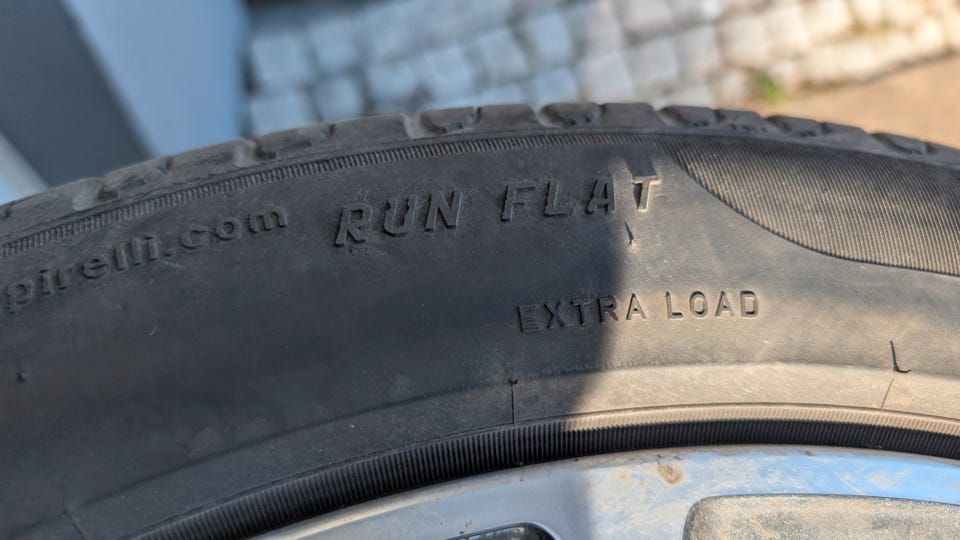 pirelli.com
RUN FLAT
EXTRA LOAD